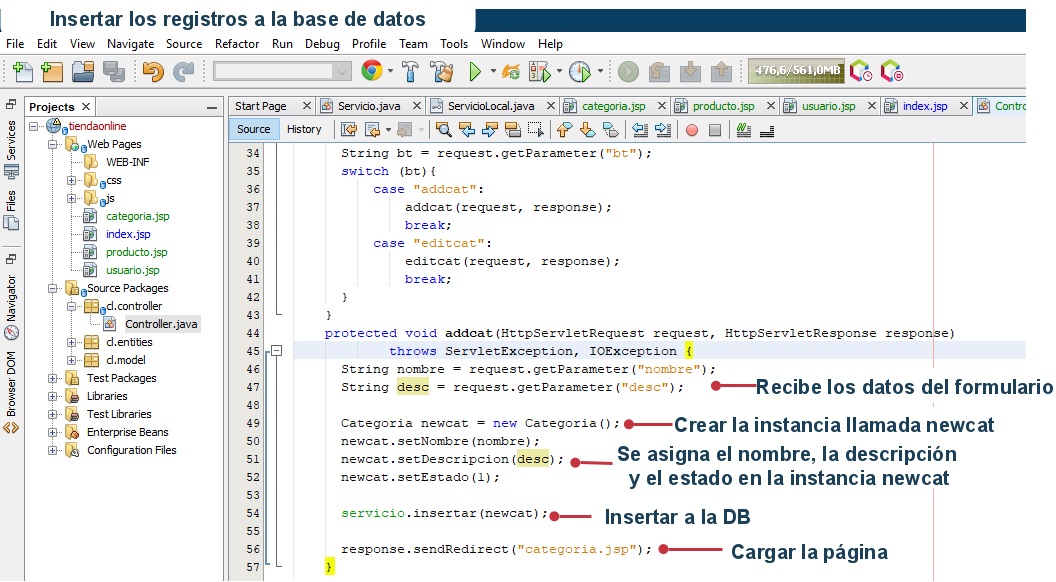 Insertar los registros a la base de datos
File Edit View Navigate Source Refactor Run Debug Profile Team Tools Window Help
476,6/561,0MB
Projects
Services
Files
Navigator
Browser DOM
tiendaonline
Web Pages
WEB-INF
css
js
categoria.jsp
index.jsp
producto.jsp
usuario.jsp
Source Packages
cl.controller
Controller.java
cl.entities
cl.model
Test Packages
Libraries
Test Libraries
Enterprise Beans
Configuration Files
Start Page Servicio.java ServicioLocal.java categoria.jsp producto.jsp usuario.jsp index.jsp Contro
Source History
34 String bt = request.getParameter("bt");
35 switch (bt){
36 case "addcat":
37 addcat(request, response);
38 break;
39 case "editcat":
40 editcat(request, response);
41 break;
42 }
43 }
44 protected void addcat(HttpServletRequest request, HttpServletResponse response)
45 throws ServletException, IOException {
46 String nombre = request.getParameter("nombre");
47 String desc = request.getParameter("desc"); Recibe los datos del formulario
48
49 Categoria newcat = new Categoria(); Crear la instancia llamada newcat
50 newcat.setNombre(nombre);
51 newcat.setDescripcion(desc); Se asigna el nombre, la descripción
52 newcat.setEstado(1); y el estado en la instancia newcat
53
54 servicio.insertar(newcat); Insertar a la DB
55
56 response.sendRedirect("categoria.jsp"); Cargar la página
57 }